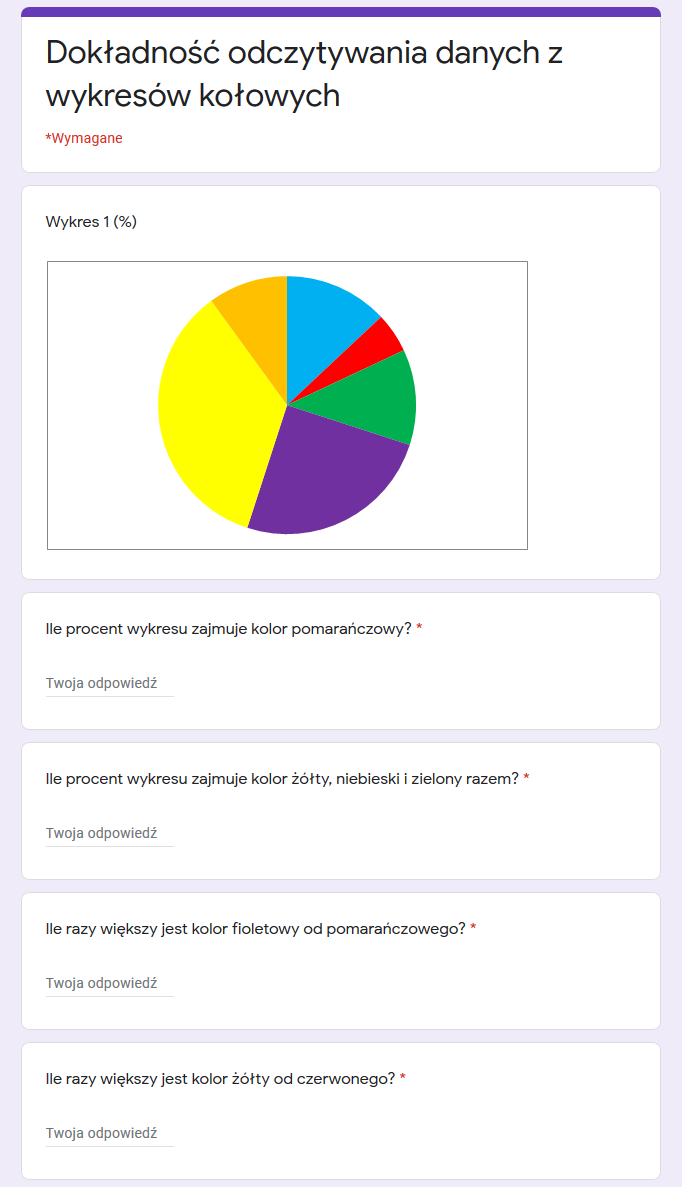 Dokładność odczytywania danych z
wykresów kołowych
*Wymagane
Wykres 1 (%)
Ile procent wykresu zajmuje kolor pomarańczowy? *
Twoja odpowiedź
Ile procent wykresu zajmuje kolor żółty, niebieski i zielony razem? *
Twoja odpowiedź
Ile razy większy jest kolor fioletowy od pomarańczowego? *
Twoja odpowiedź
Ile razy większy jest kolor żółty od czerwonego? *
Twoja odpowiedź